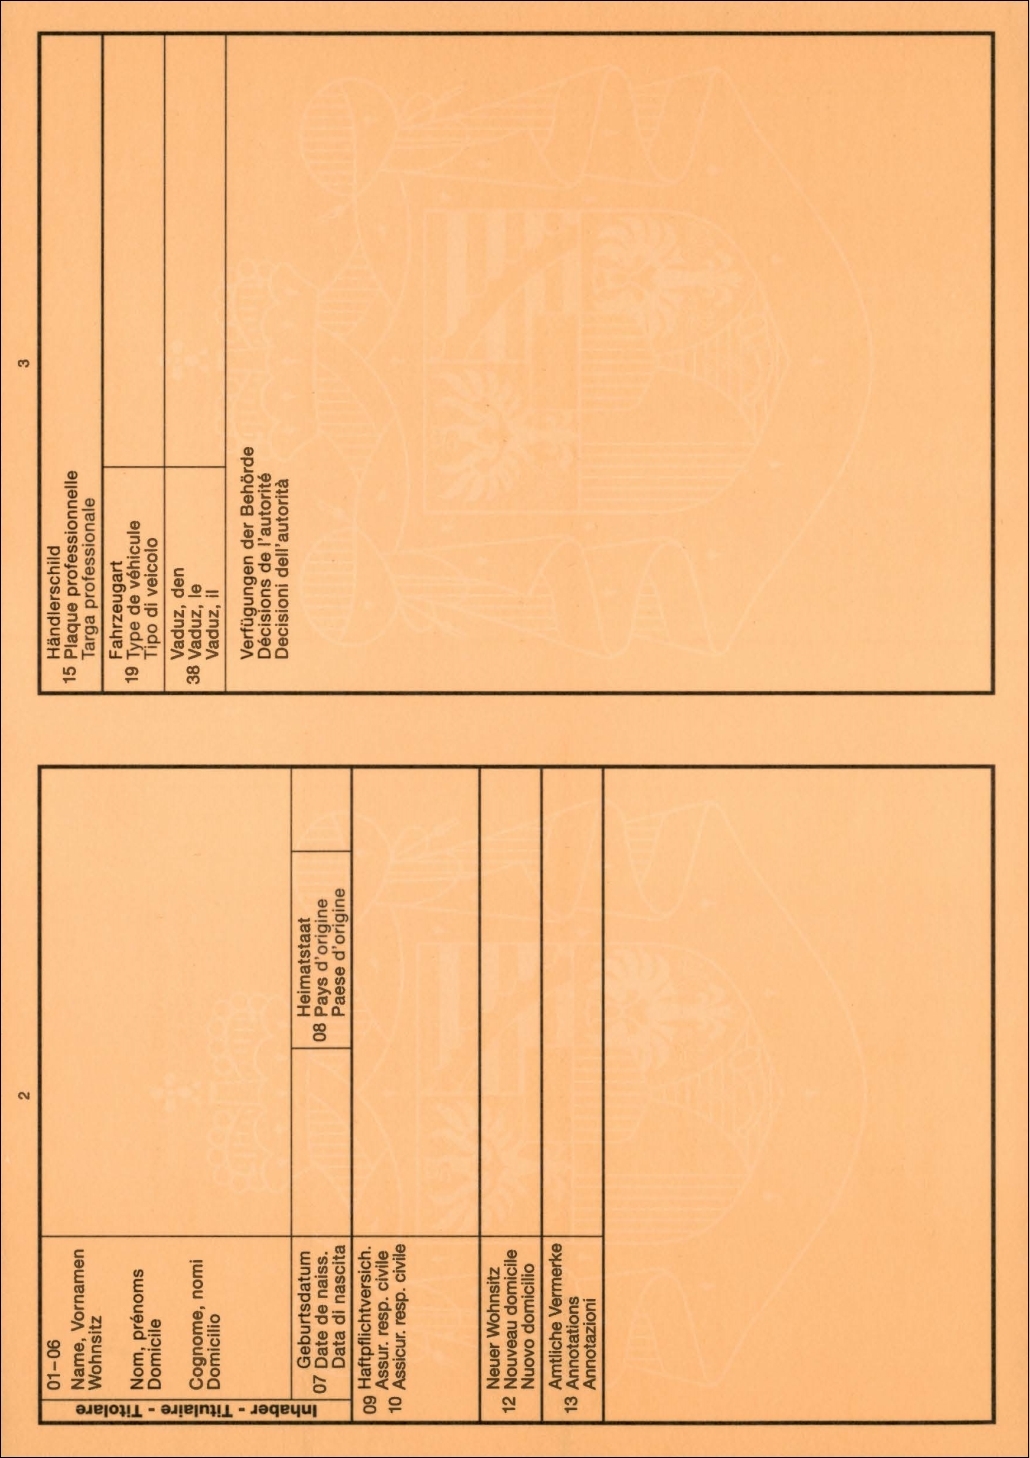 2
Inhaber - Titulaire - Titolare
01–06
Name, Vornamen
Wohnsitz
Nom, prénoms
Domicile
Cognome, nomi
Domicilio
Geburtsdatum
07 Date de naiss.
Data di nascita
Heimatstaat
08 Pays d'origine
Paese d'origine
09 Haftpflichtversich.
Assur. resp. civile
10 Assicur. resp. civile
Neuer Wohnsitz
12 Nouveau domicile
Nuovo domicilio
Amtliche Vermerke
13 Annotations
Annotazioni
3
Händlerschild
15 Plaque professionnelle
Targa professionale
Fahrzeugart
19 Type de véhicule
Tipo di veicolo
Vaduz, den
38 Vaduz, le
Vaduz, il
Verfügungen der Behörde
Décisions de l'autorité
Decisioni dell'autorità